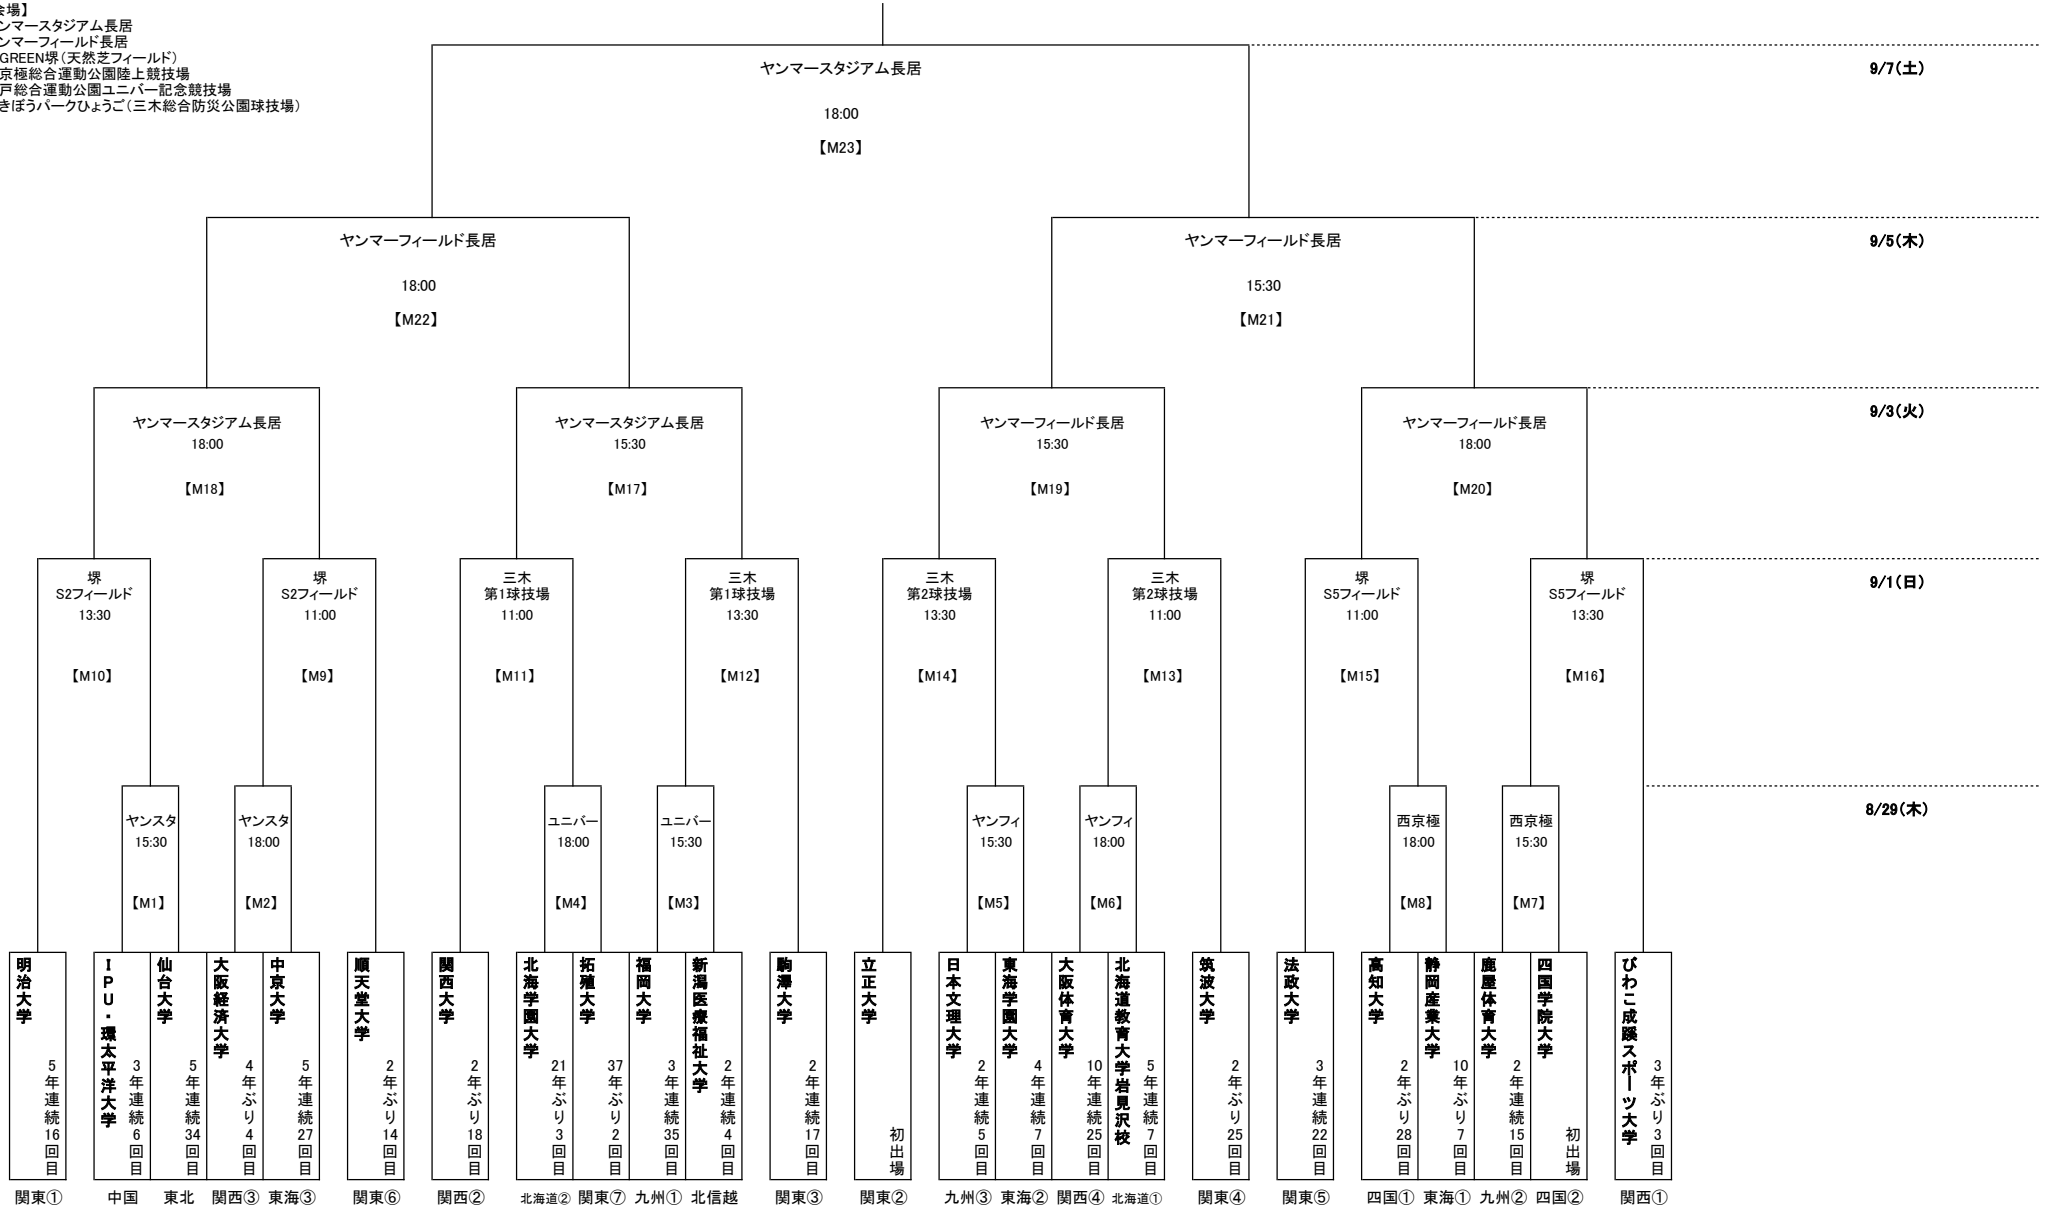 会場】
ンマースタジアム長居
ンマーフィールド長居
GREEN堺(天然芝フィールド)
京極総合運動公園陸上競技場
戸総合運動公園ユニバー記念競技場
きぼうパークひょうご(三木総合防災公園球技場)
ヤンマースタジアム長居
9/7(土)
18:00
【M23】
ヤンマーフィールド長居
ヤンマーフィールド長居
9/5(木)
18:00
15:30
【M22】
【M21】
ヤンマースタジアム長居
ヤンマースタジアム長居
ヤンマーフィールド長居
ヤンマーフィールド長居
9/3(火)
18:00
15:30
15:30
18:00
【M18】
【M17】
【M19】
【M20】
堺
堺
三木
三木
三木
三木
堺
堺
9/1(日)
S2フィールド
S2フィールド
第1球技場
第1球技場
第2球技場
第2球技場
S5フィールド
S5フィールド
13:30
11:00
11:00
13:30
13:30
11:00
11:00
13:30
【M10】
【M9】
【M11】
【M12】
【M14】
【M13】
【M15】
【M16】
8/29(木)
ヤンスタ
ヤンスタ
ユニバー
ユニバー
ヤンフィ
ヤンフィ
西京極
西京極
15:30
18:00
18:00
15:30
15:30
18:00
18:00
15:30
【M1】
【M2】
【M4】
【M3】
【M5】
【M6】
【M8】
【M7】
明治大学
5年連続16回目
IPU・環太平洋大学
3年連続6回目
仙台大学
5年連続34回目
大阪経済大学
4年ぶり4回目
中京大学
5年連続27回目
順天堂大学
2年ぶり14回目
関西大学
2年ぶり18回目
北海学園大学
21年ぶり3回目
拓殖大学
37年ぶり2回目
福岡大学
3年連続35回目
新潟医療福祉大学
2年連続4回目
駒澤大学
2年連続17回目
立正大学
初出場
日本文理大学
2年連続5回目
東海学園大学
4年連続7回目
大阪体育大学
10年連続25回目
北海道教育大学岩見沢校
5年連続7回目
筑波大学
2年ぶり25回目
法政大学
3年連続22回目
高知大学
2年ぶり28回目
静岡産業大学
10年ぶり7回目
鹿屋体育大学
2年連続15回目
四国学院大学
初出場
びわこ成蹊スポーツ大学
3年ぶり3回目
関東①
中国
東北
関西③
東海③
関東⑥
関西②
北海道②
関東⑦
九州①
北信越
関東③
関東②
九州③
東海②
関西④
北海道①
関東④
関東⑤
四国①
東海①
九州②
四国②
関西①